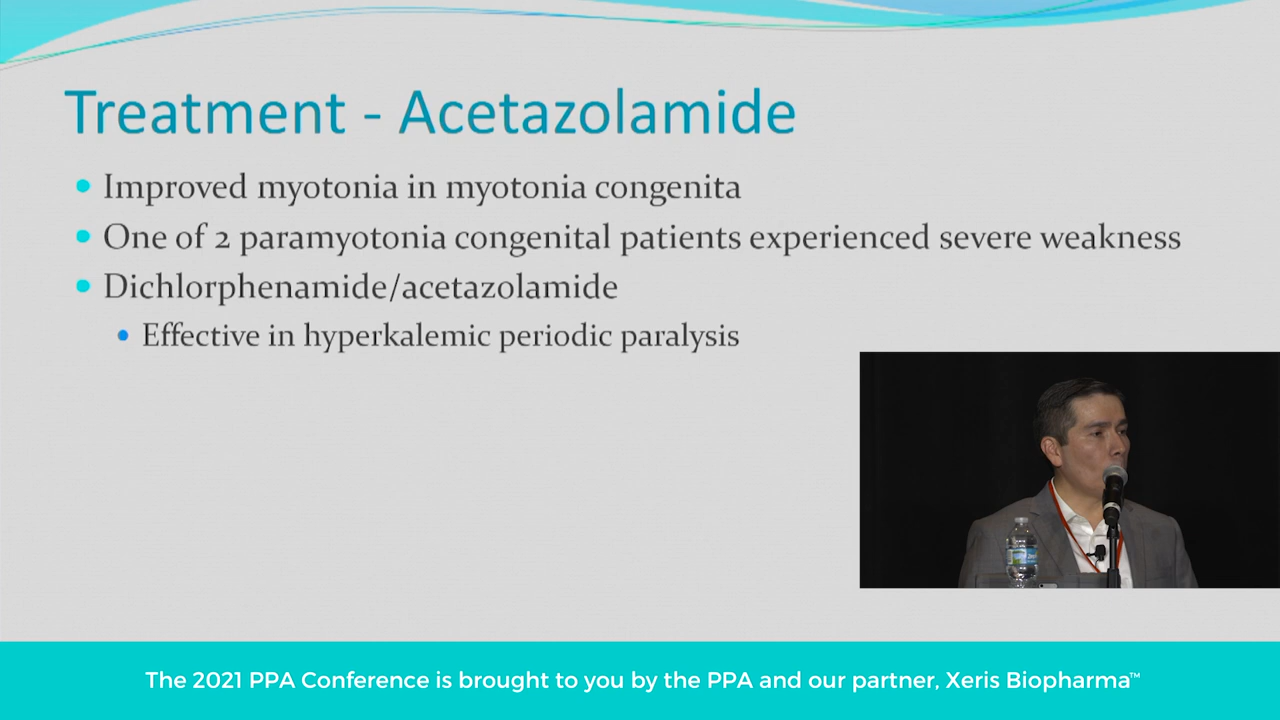 Treatment - Acetazolamide
Improved myotonia in myotonia congenita
One of 2 paramyotonia congenital patients experienced severe weakness
Dichlorphenamide/acetazolamide
Effective in hyperkalemic periodic paralysis
The 2021 PPA Conference is brought to you by the PPA and our partner, Xeris Biopharma™